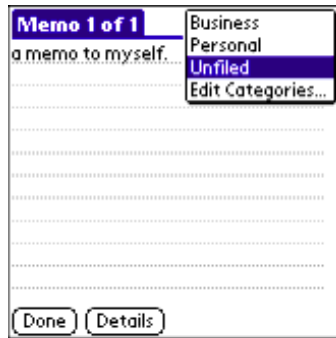 Memo 1 of 1
Business
Personal
Unfiled
Edit Categories...
a memo to myself.
Done
Details